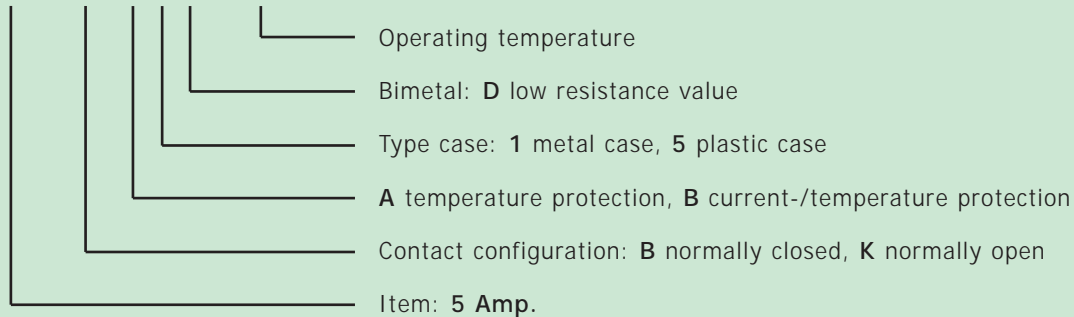 Operating temperature
Bimetal: D low resistance value
Type case: 1 metal case, 5 plastic case
A temperature protection, B current-/temperature protection
Contact configuration: B normally closed, K normally open
Item: 5 Amp.